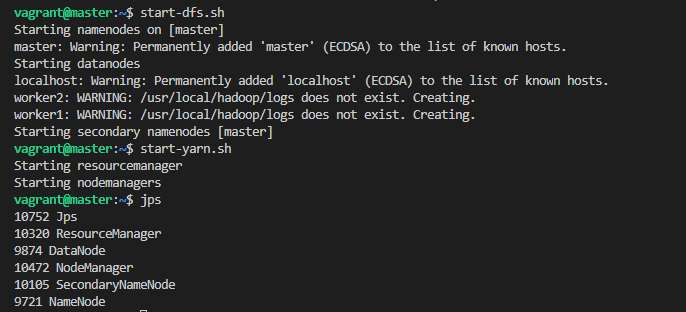 vagrant@master:~$ start-dfs.sh
Starting namenodes on [master]
master: Warning: Permanently added 'master' (ECDSA) to the list of known hosts.
Starting datanodes
localhost: Warning: Permanently added 'localhost' (ECDSA) to the list of known hosts.
worker2: WARNING: /usr/local/hadoop/logs does not exist. Creating.
worker1: WARNING: /usr/local/hadoop/logs does not exist. Creating.
Starting secondary namenodes [master]
vagrant@master:~$ start-yarn.sh
Starting resourcemanager
Starting nodemanagers
vagrant@master:~$ jps
10752 Jps
10320 ResourceManager
9874 DataNode
10472 NodeManager
10105 SecondaryNameNode
9721 NameNode